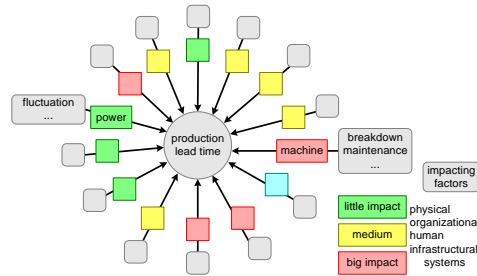 fluctuation
...
power
production
lead time
machine
breakdown
maintenance
...
impacting
factors
little impact
medium
big impact
physical
organizational
human
infrastructural
systems